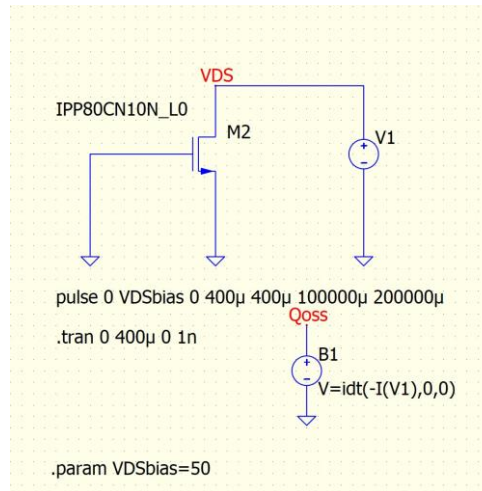 VDS
IPP80CN10N_L0
M2
V1
pulse 0 VDSbias 0 400µ 400µ 100000µ 200000µ
Qoss
.tran 0 400µ 0 1n
B1
V=idt(-I(V1),0,0)
.param VDSbias=50